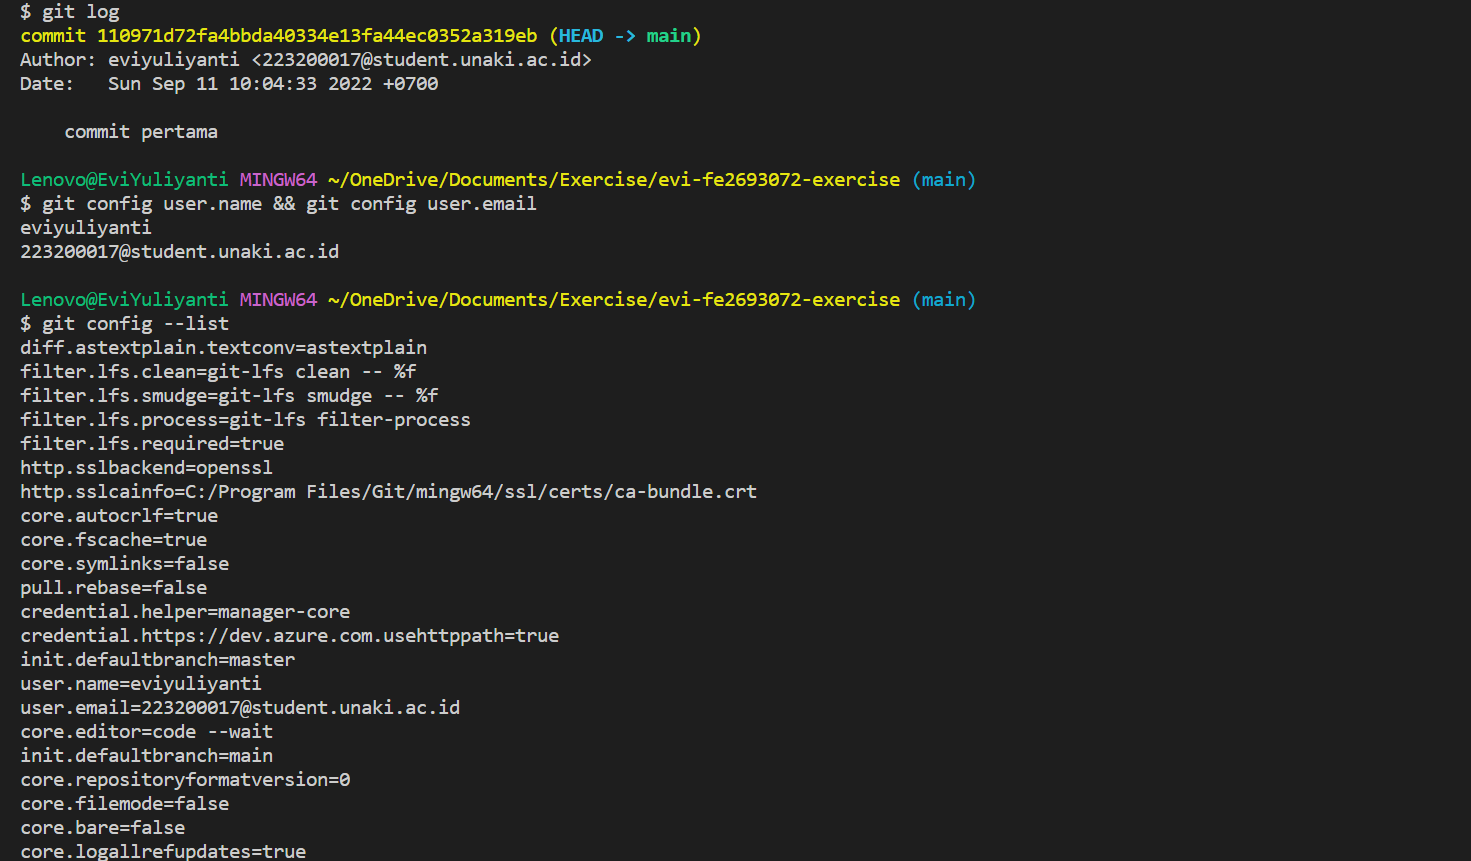 $ git log
commit 110971d72fa4bbda40334e13fa44ec0352a319eb (HEAD -> main)
Author: eviyuliyanti <223200017@student.unaki.ac.id>
Date:   Sun Sep 11 10:04:33 2022 +0700
    commit pertama
Lenovo@EviYuliyanti MINGW64 ~/OneDrive/Documents/Exercise/evi-fe2693072-exercise (main)
$ git config user.name && git config user.email
eviyuliyanti
223200017@student.unaki.ac.id
Lenovo@EviYuliyanti MINGW64 ~/OneDrive/Documents/Exercise/evi-fe2693072-exercise (main)
$ git config --list
diff.astextplain.textconv=astextplain
filter.lfs.clean=git-lfs clean -- %f
filter.lfs.smudge=git-lfs smudge -- %f
filter.lfs.process=git-lfs filter-process
filter.lfs.required=true
http.sslbackend=openssl
http.sslcainfo=C:/Program Files/Git/mingw64/ssl/certs/ca-bundle.crt
core.autocrlf=true
core.fscache=true
core.symlinks=false
pull.rebase=false
credential.helper=manager-core
credential.https://dev.azure.com.usehttppath=true
init.defaultbranch=master
user.name=eviyuliyanti
user.email=223200017@student.unaki.ac.id
core.editor=code --wait
init.defaultbranch=main
core.repositoryformatversion=0
core.filemode=false
core.bare=false
core.logallrefupdates=true